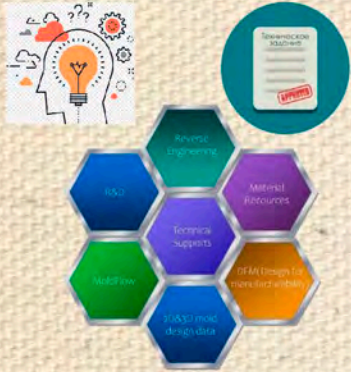 ???
Техническое
задание
APPROVED
Reverse
Engineering
R&D
Material
Resources
Technical
Supports
MoldFlow
DFM(Design for
manufacturability)
2D&3D mold
design data